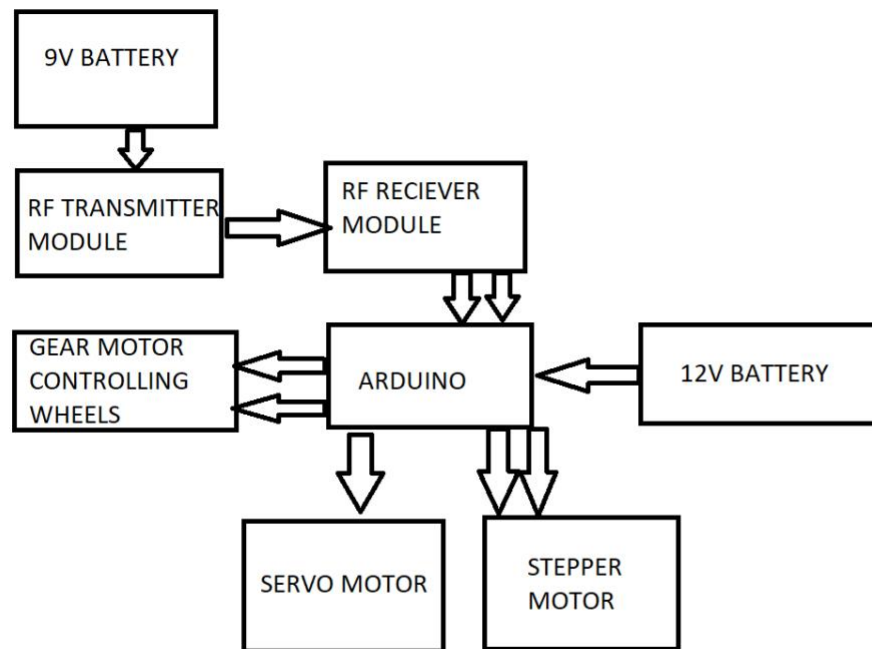 9V BATTERY
RF TRANSMITTER
MODULE
RF RECIEVER
MODULE
GEAR MOTOR
CONTROLLING
WHEELS
ARDUINO
12V BATTERY
SERVO MOTOR
STEPPER
MOTOR